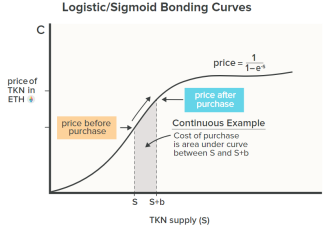 Logistic/Sigmoid Bonding Curves
C
price = 1/1-e⁻ˢ
price of
TKN in
ETH
price after
purchase
price before
purchase
Continuous Example
Cost of purchase
is area under curve
between S and S+b
S S+b
TKN supply (S)